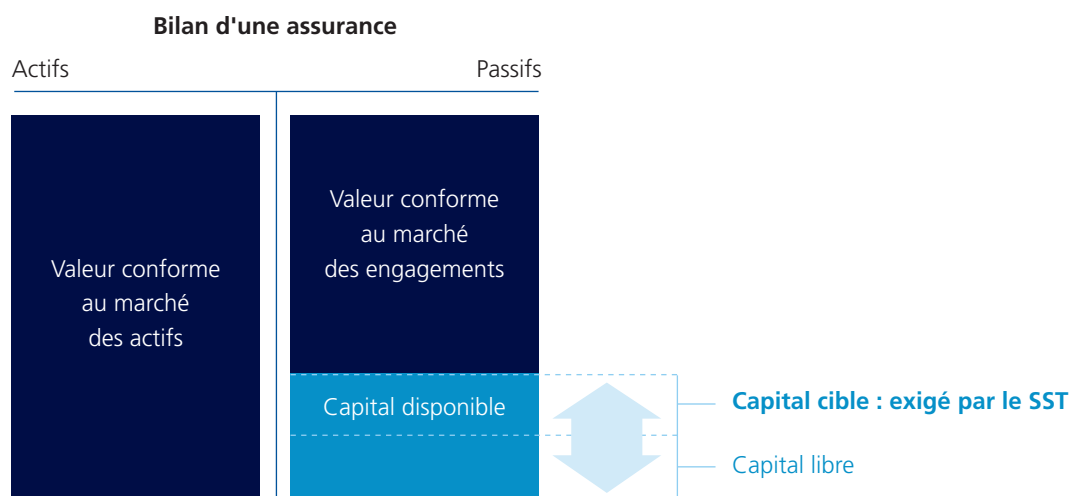 Bilan d'une assurance
Actifs
Passifs
Valeur conforme
au marché
des actifs
Valeur conforme
au marché
des engagements
Capital disponible
Capital cible : exigé par le SST
Capital libre